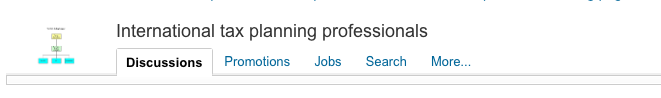 International tax planning professionals
Discussions Promotions Jobs Search More...